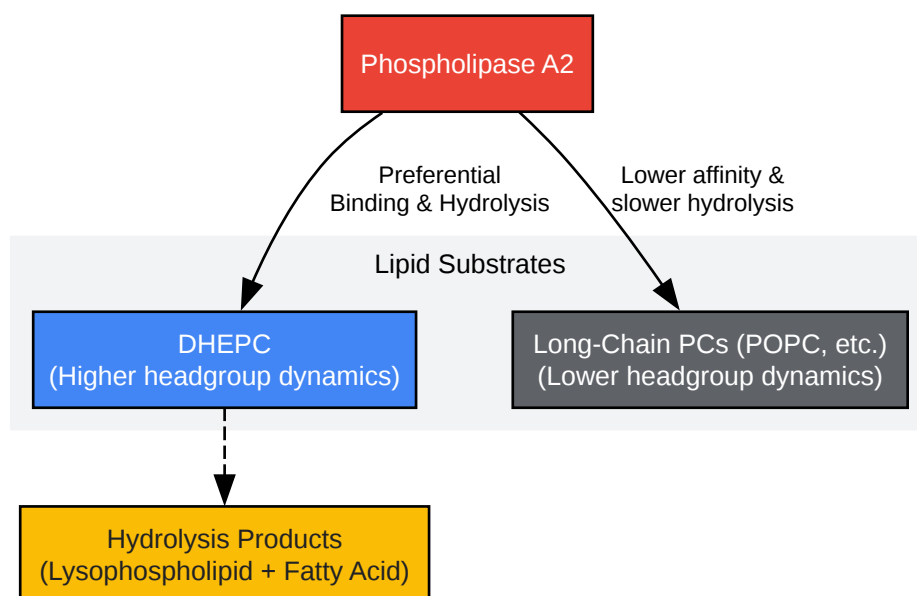 Phospholipase A2
Preferential
Binding & Hydrolysis
Lower affinity &
slower hydrolysis
Lipid Substrates
DHEPC
(Higher headgroup dynamics)
Long-Chain PCs (POPC, etc.)
(Lower headgroup dynamics)
Hydrolysis Products
(Lysophospholipid + Fatty Acid)